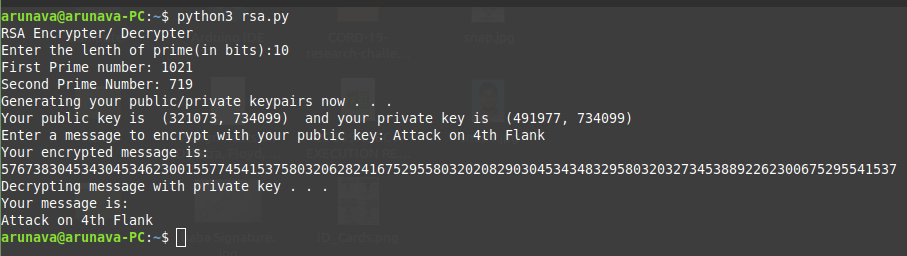 arunava@arunava-PC:~$ python3 rsa.py
RSA Encrypter/ Decrypter
Enter the lenth of prime(in bits):10
First Prime number: 1021
Second Prime Number: 719
Generating your public/private keypairs now . . .
Your public key is  (321073, 734099)  and your private key is  (491977, 734099)
Enter a message to encrypt with your public key: Attack on 4th Flank
Your encrypted message is:
5767383045343045346230015577454153758032062824167529558032020829030453434832958032032734538892262300675295541537
Decrypting message with private key . . .
Your message is:
Attack on 4th Flank
arunava@arunava-PC:~$
ID_Cards.png